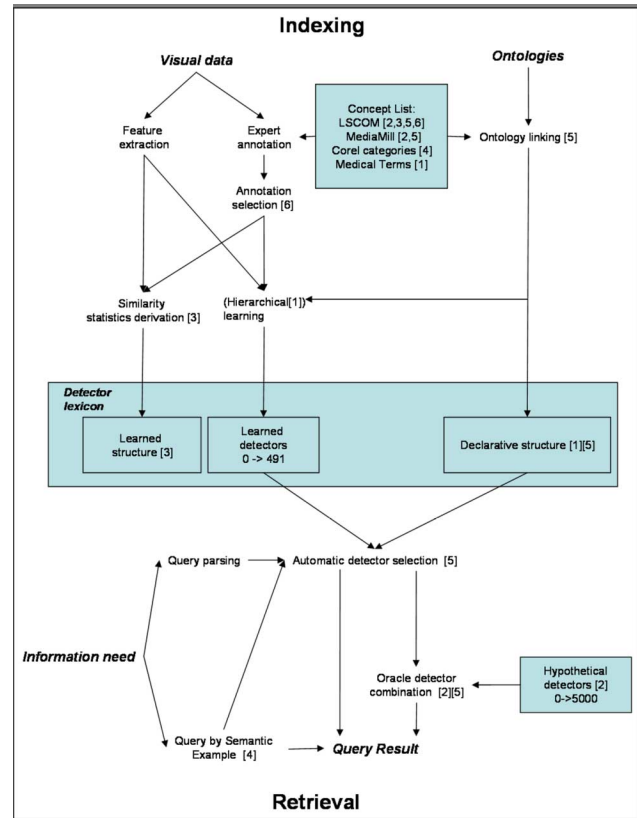 Indexing
Visual data
Ontologies
Concept List:
LSCOM [2,3,5,6]
MediaMill [2,5]
Corel categories [4]
Medical Terms [1]
Feature
extraction
Expert
annotation
Ontology linking [5]
Annotation
selection [6]
Similarity
statistics derivation [3]
(Hierarchical[1])
learning
Detector
lexicon
Learned
structure [3]
Learned
detectors
0 -> 491
Declarative structure [1][5]
Query parsing
Automatic detector selection [5]
Information need
Oracle detector
combination [2][5]
Hypothetical
detectors [2]
0->5000
Query by Semantic
Example [4]
Query Result
Retrieval